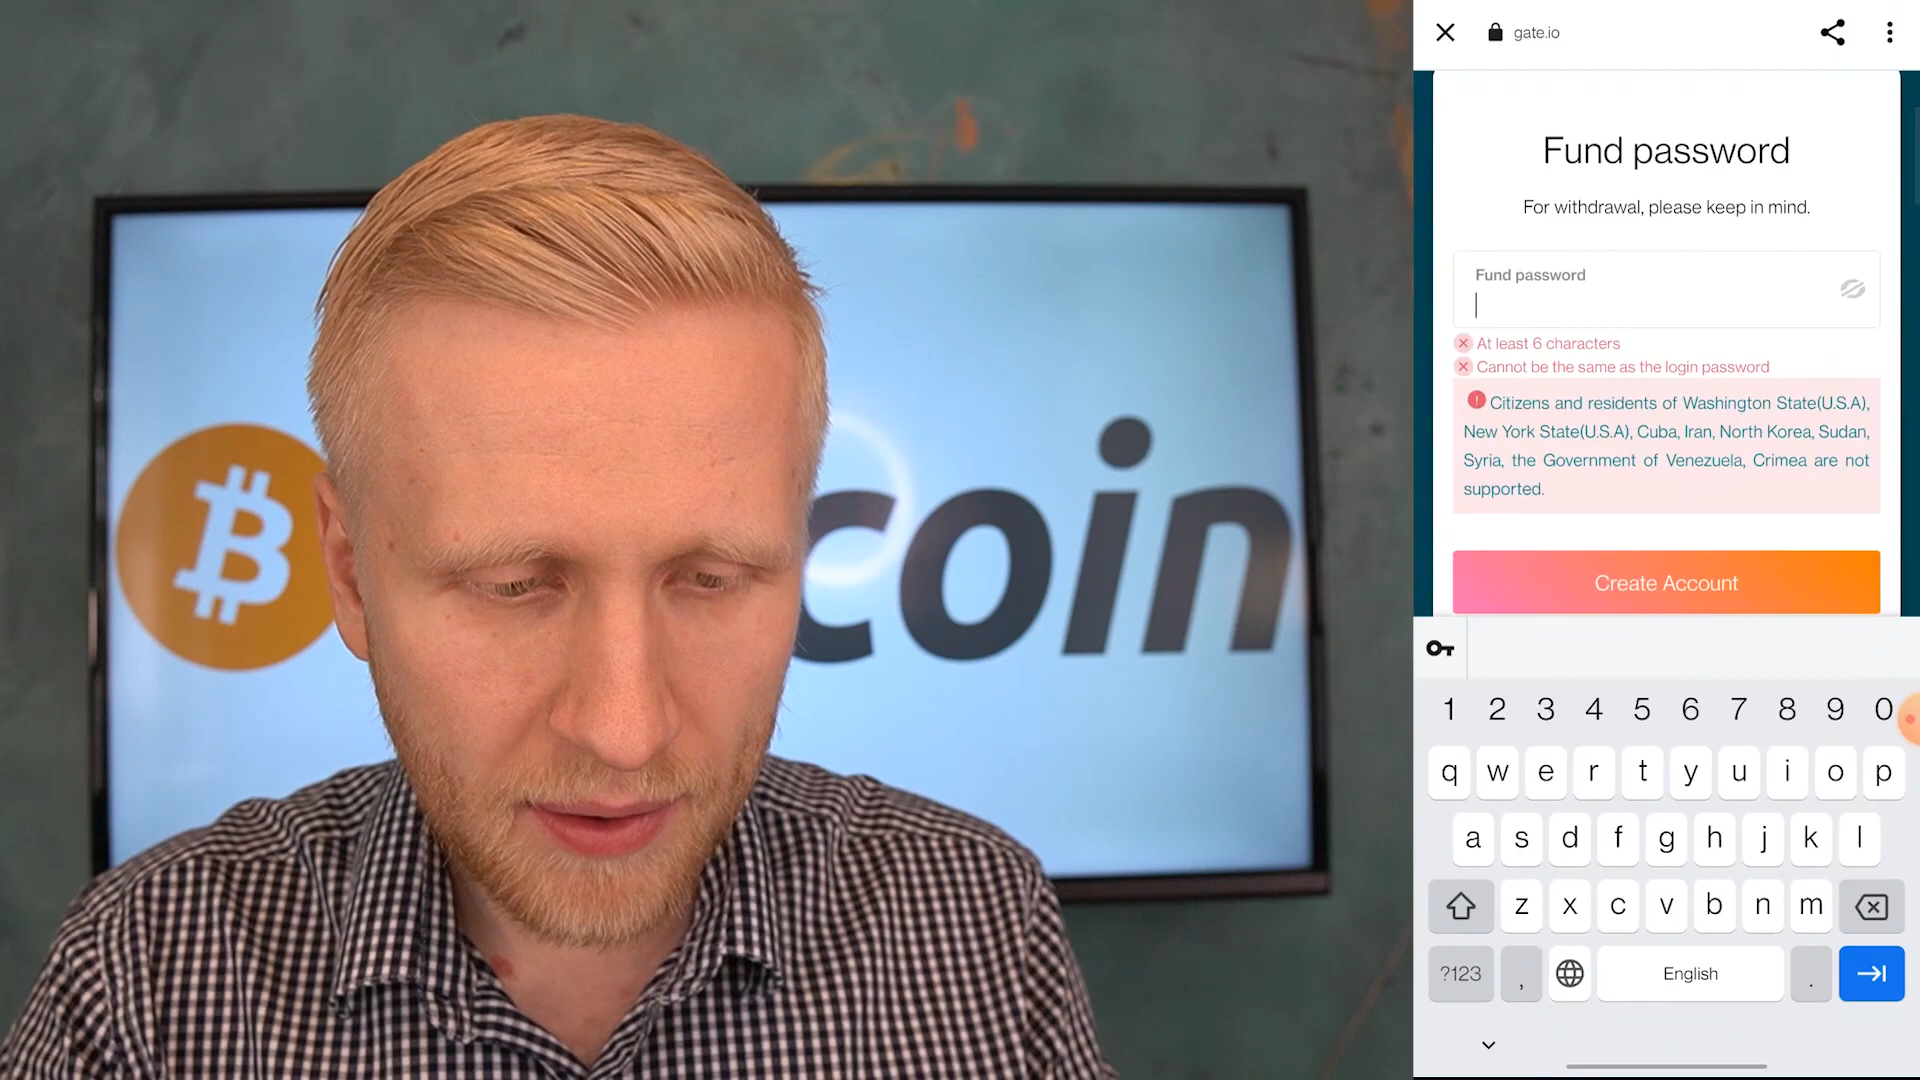 coin
gate.io
Fund password
For withdrawal, please keep in mind.
Fund password
At least 6 characters
Cannot be the same as the login password
Citizens and residents of Washington State(U.S.A),
New York State(U.S.A), Cuba, Iran, North Korea, Sudan,
Syria, the Government of Venezuela, Crimea are not
supported.
Create Account
1 2 3 4 5 6 7 8 9 0
q w e r t y u i o p
a s d f g h j k l
z x c v b n m
?123 , English .